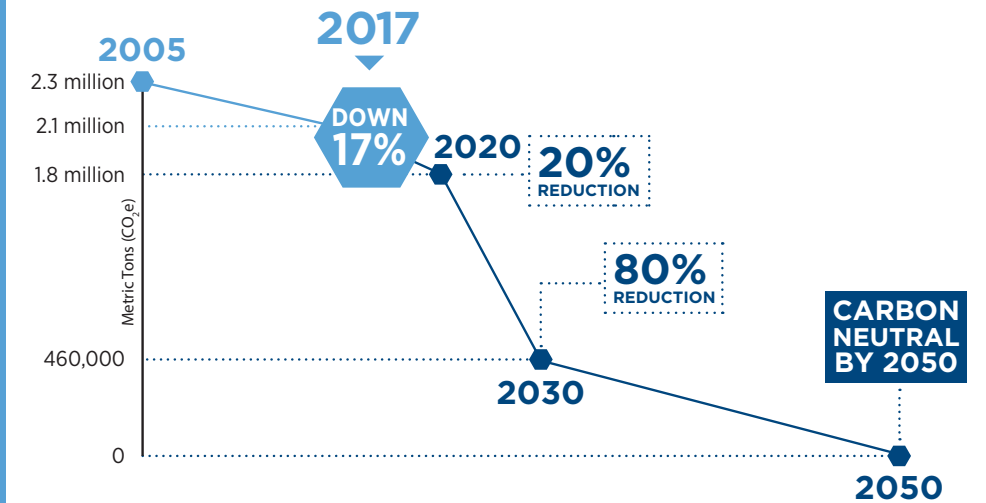 2017
2005
2.3 million
DOWN
17%
2.1 million
2020
20%
REDUCTION
1.8 million
Metric Tons (CO₂e)
80%
REDUCTION
CARBON
NEUTRAL
BY 2050
460,000
2030
0
2050